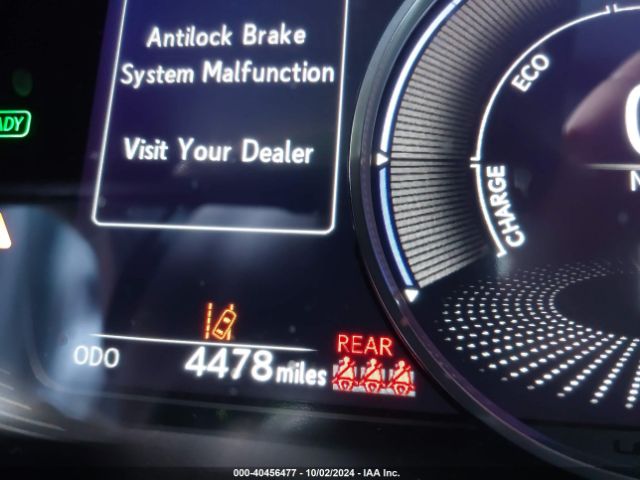 Antilock Brake
System Malfunction
Visit Your Dealer
ECO
CHARGE
ODO 4478 miles
REAR
000-40456477 - 10/02/2024 - IAA Inc.